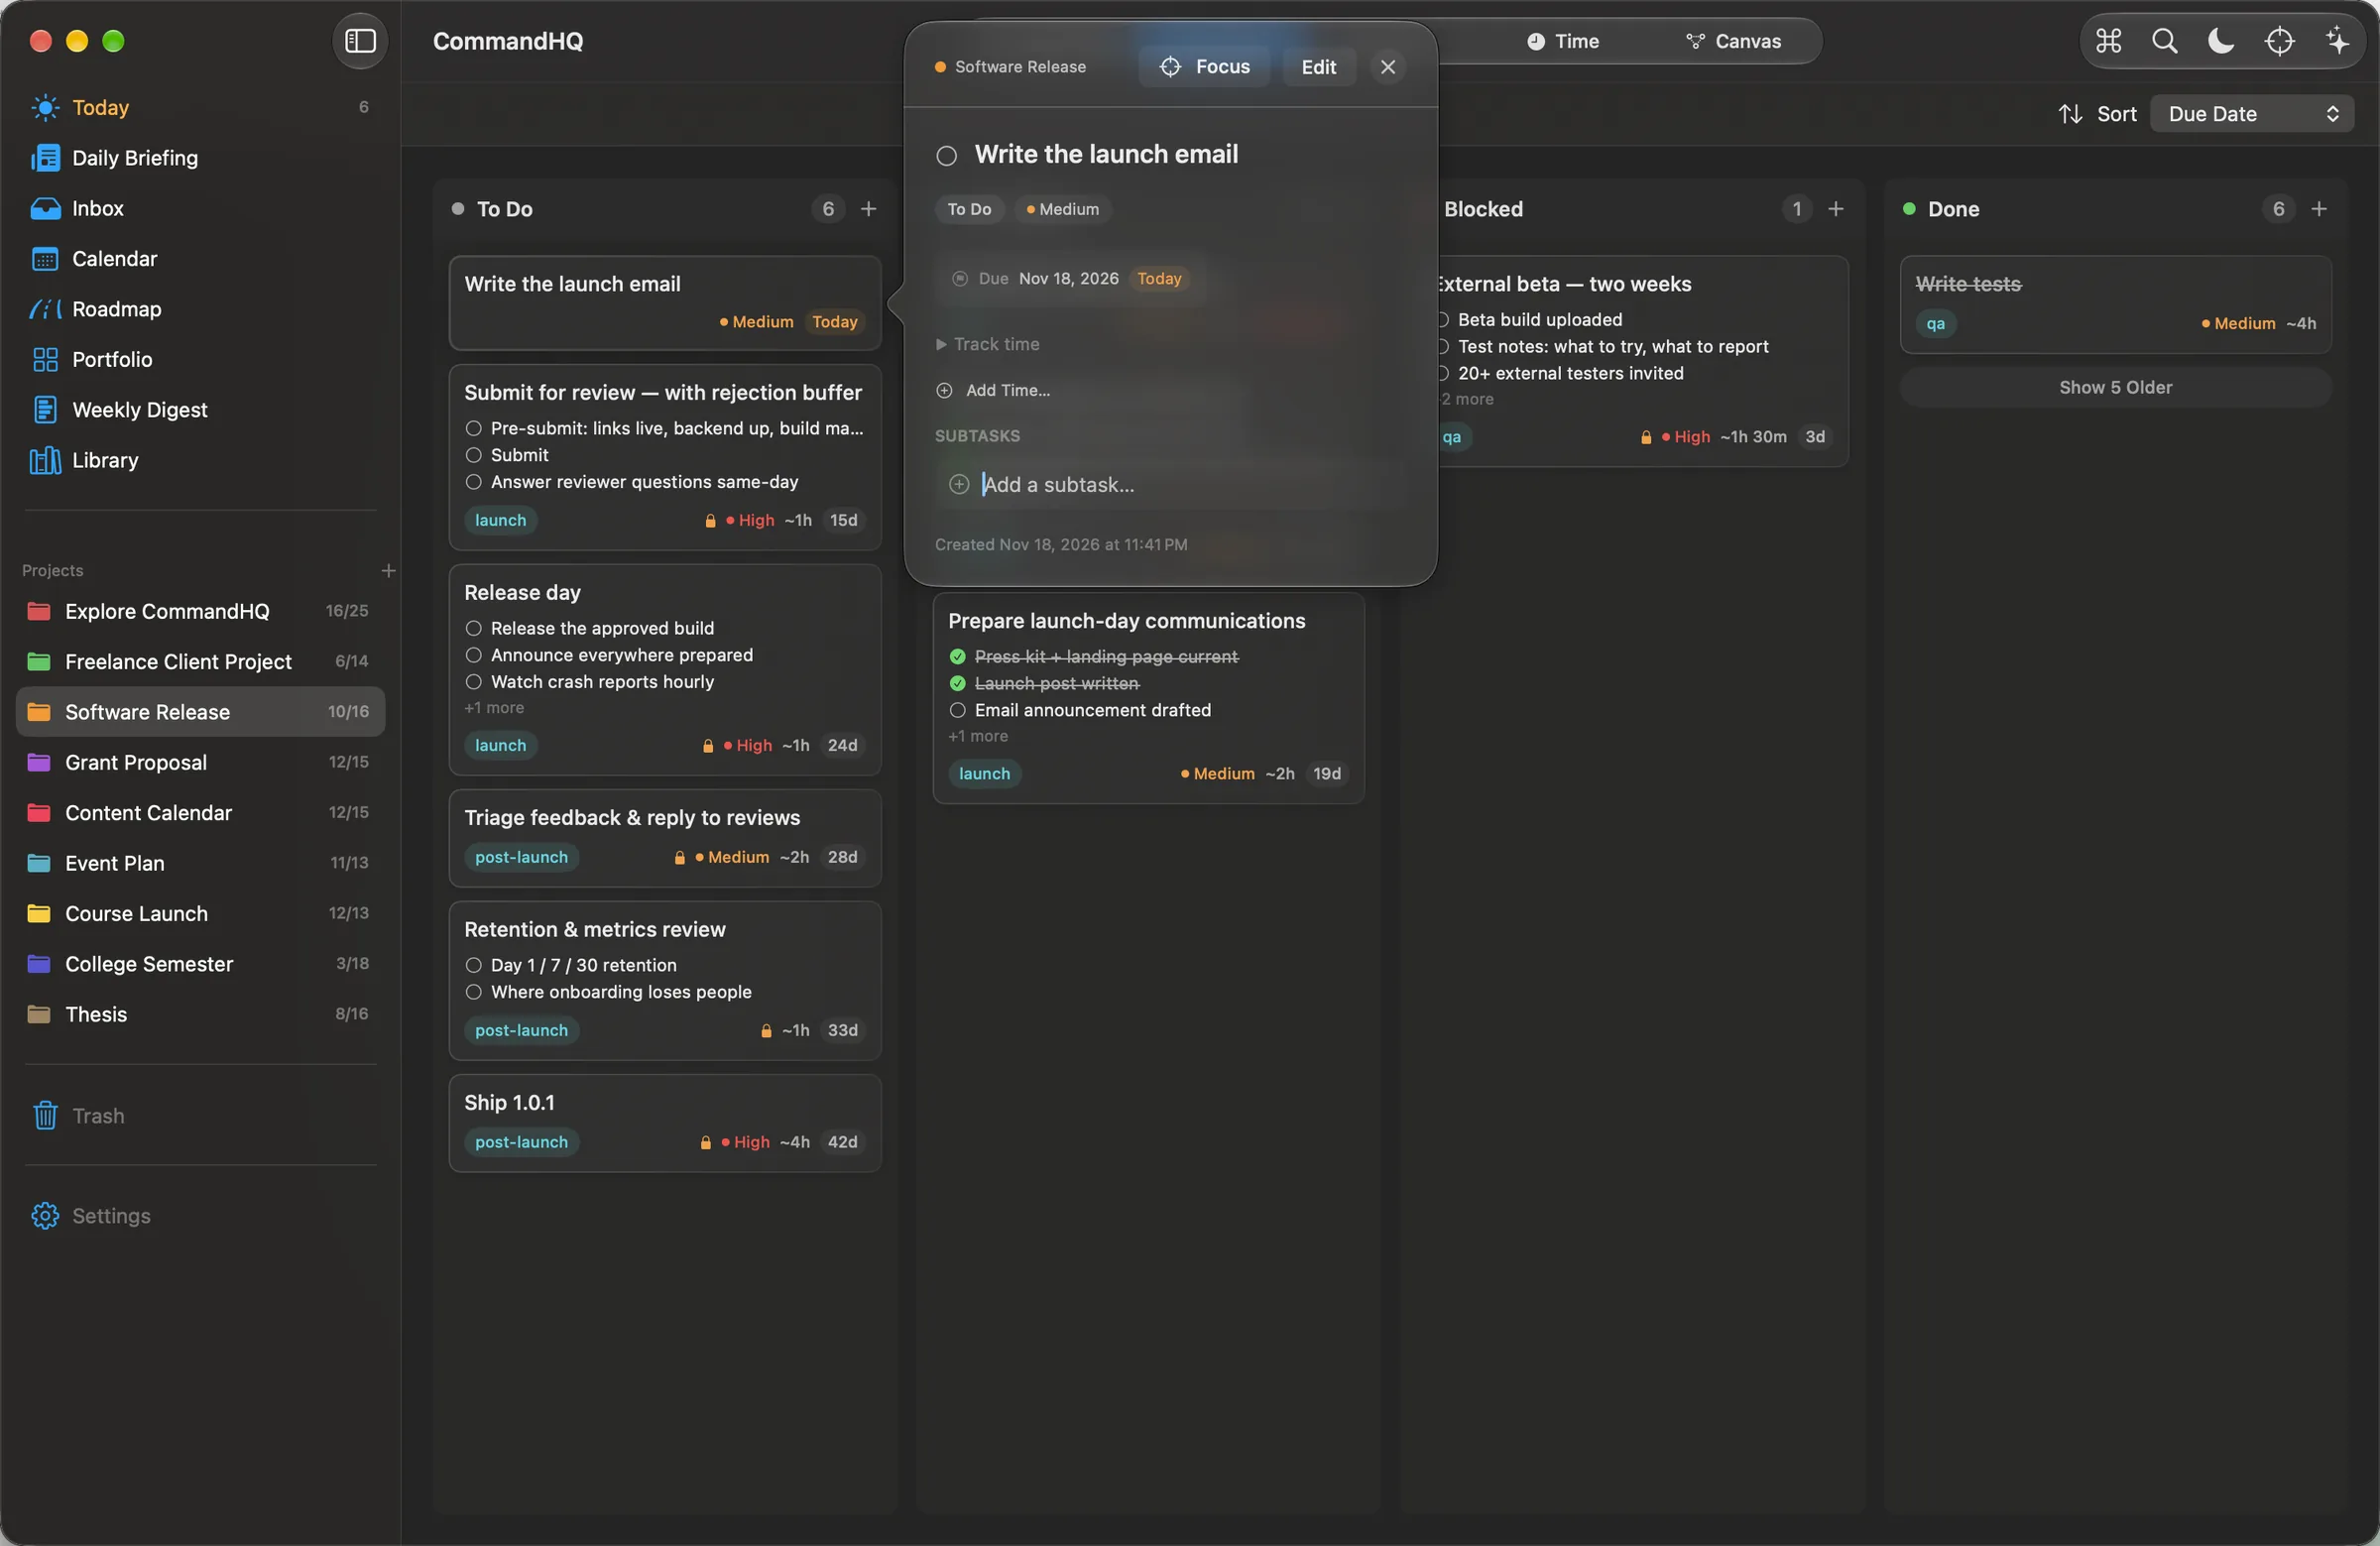 CommandHQ
Time
Canvas
Today
6
Daily Briefing
Inbox
Calendar
Roadmap
Portfolio
Weekly Digest
Library
Projects
Explore CommandHQ
16/25
Freelance Client Project
6/14
Software Release
10/16
Grant Proposal
12/15
Content Calendar
12/15
Event Plan
11/13
Course Launch
12/13
College Semester
3/18
Thesis
8/16
Trash
Settings
Sort
Due Date
To Do
6
Write the launch email
Medium
Today
Submit for review — with rejection buffer
Pre-submit: links live, backend up, build ma...
Submit
Answer reviewer questions same-day
launch
High
~1h
15d
Release day
Release the approved build
Announce everywhere prepared
Watch crash reports hourly
+1 more
launch
High
~1h
24d
Triage feedback & reply to reviews
post-launch
Medium
~2h
28d
Retention & metrics review
Day 1 / 7 / 30 retention
Where onboarding loses people
post-launch
~1h
33d
Ship 1.0.1
post-launch
High
~4h
42d
Software Release
Focus
Edit
Write the launch email
To Do
Medium
Due Nov 18, 2026 Today
Track time
Add Time...
SUBTASKS
Add a subtask...
Created Nov 18, 2026 at 11:41 PM
Prepare launch-day communications
Press kit + landing page current
Launch post written
Email announcement drafted
+1 more
launch
Medium
~2h
19d
Blocked
1
External beta — two weeks
Beta build uploaded
Test notes: what to try, what to report
20+ external testers invited
2 more
qa
High
~1h 30m
3d
Done
6
Write tests
qa
Medium
~4h
Show 5 Older